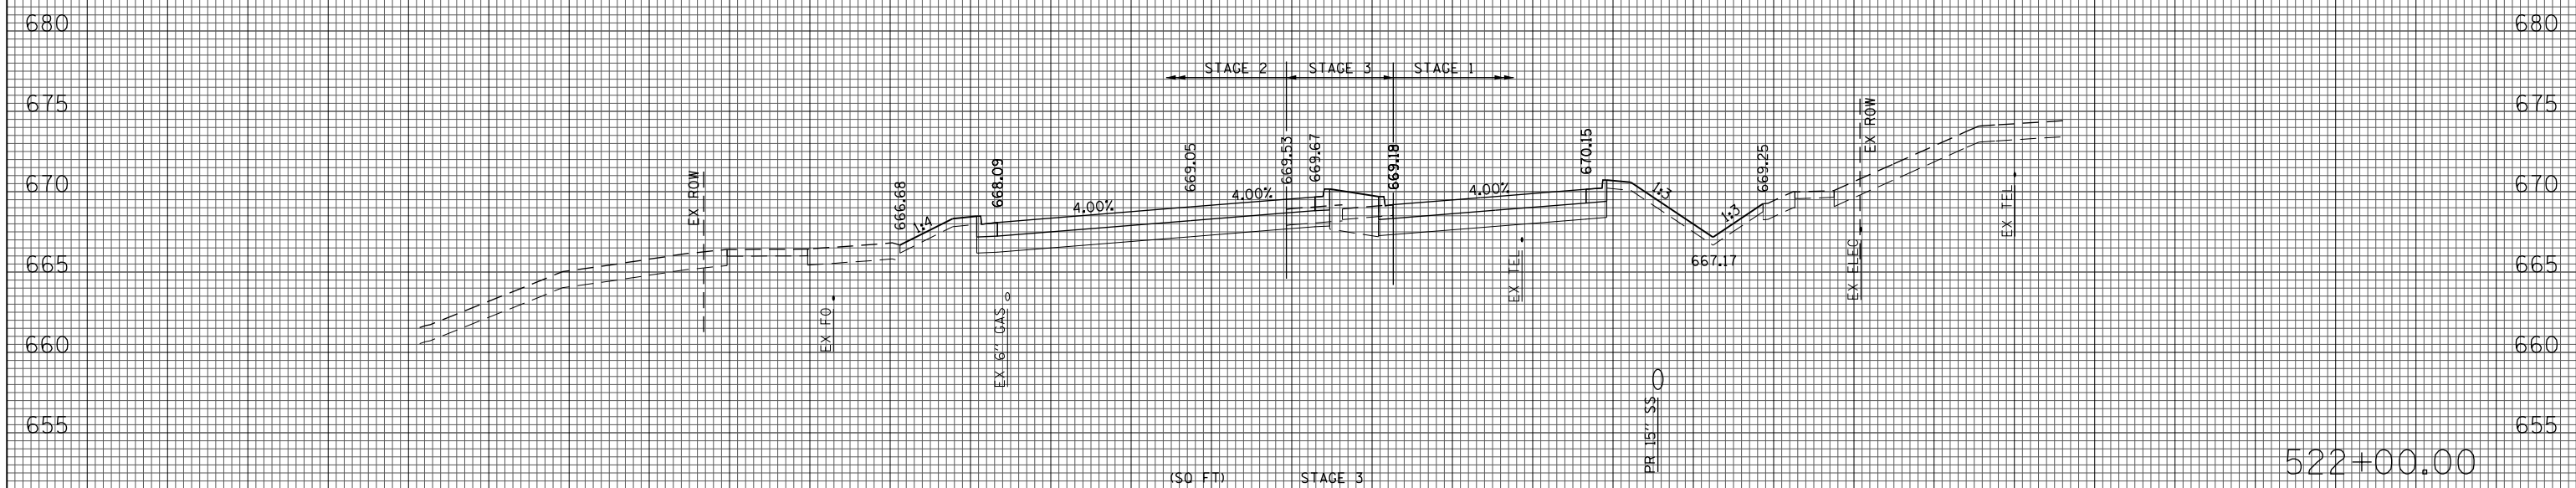 680 680
STAGE 2 STAGE 3 STAGE 1
675 675
EX ROW
669.05 669.53 669.67 669.18 670.15 669.25
668.09
666.68
670 670
EX ROW
4.00% 4.00% 4.00%
1:4 1:3 1:3
EX TEL
665 665
667.17
EX TEL
EX ELEC
660 660
EX FO
EX 6" GAS
655 655
PR 15" SS
522+00.00
(SQ FT) STAGE 3